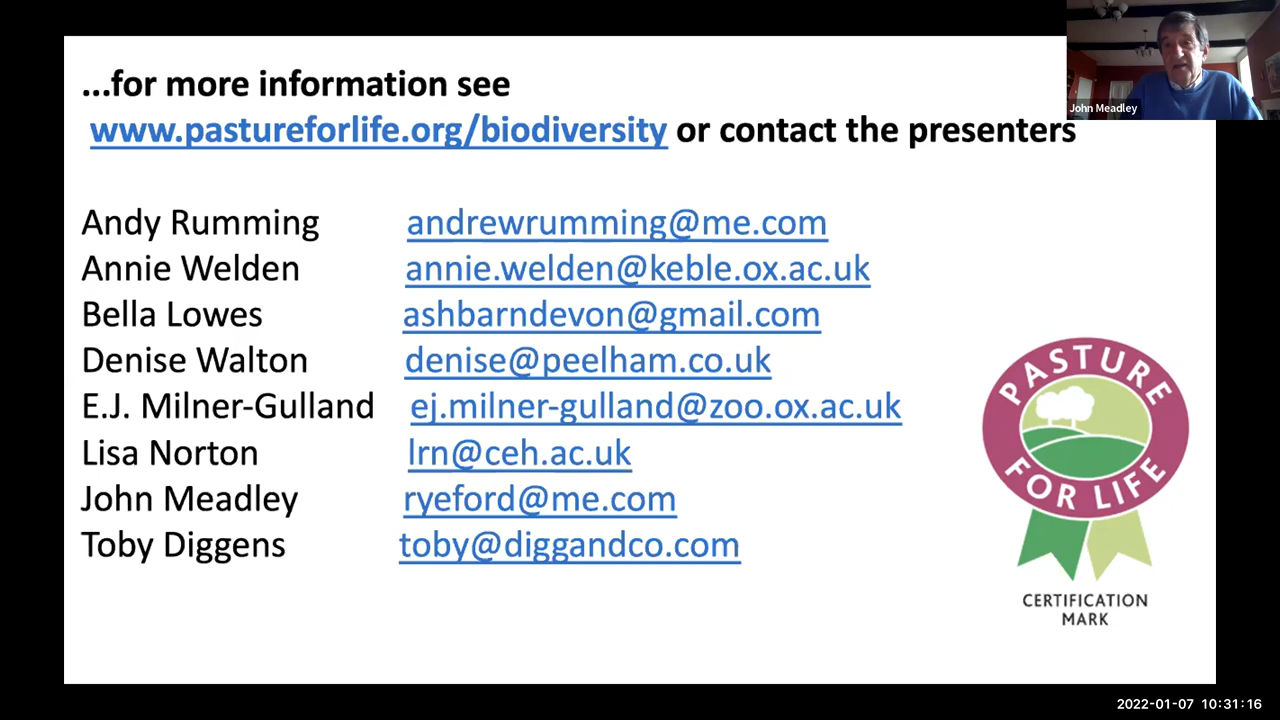 ...for more information see
www.pastureforlife.org/biodiversity or contact the presenters
John Meadley
Andy Rumming andrewrumming@me.com
Annie Welden annie.welden@keble.ox.ac.uk
Bella Lowes ashbarndevon@gmail.com
Denise Walton denise@peelham.co.uk
E.J. Milner-Gulland ej.milner-gulland@zoo.ox.ac.uk
Lisa Norton lrn@ceh.ac.uk
John Meadley ryeford@me.com
Toby Diggens toby@diggandco.com
PASTURE
FOR LIFE
CERTIFICATION
MARK
2022-01-07 10:31:16